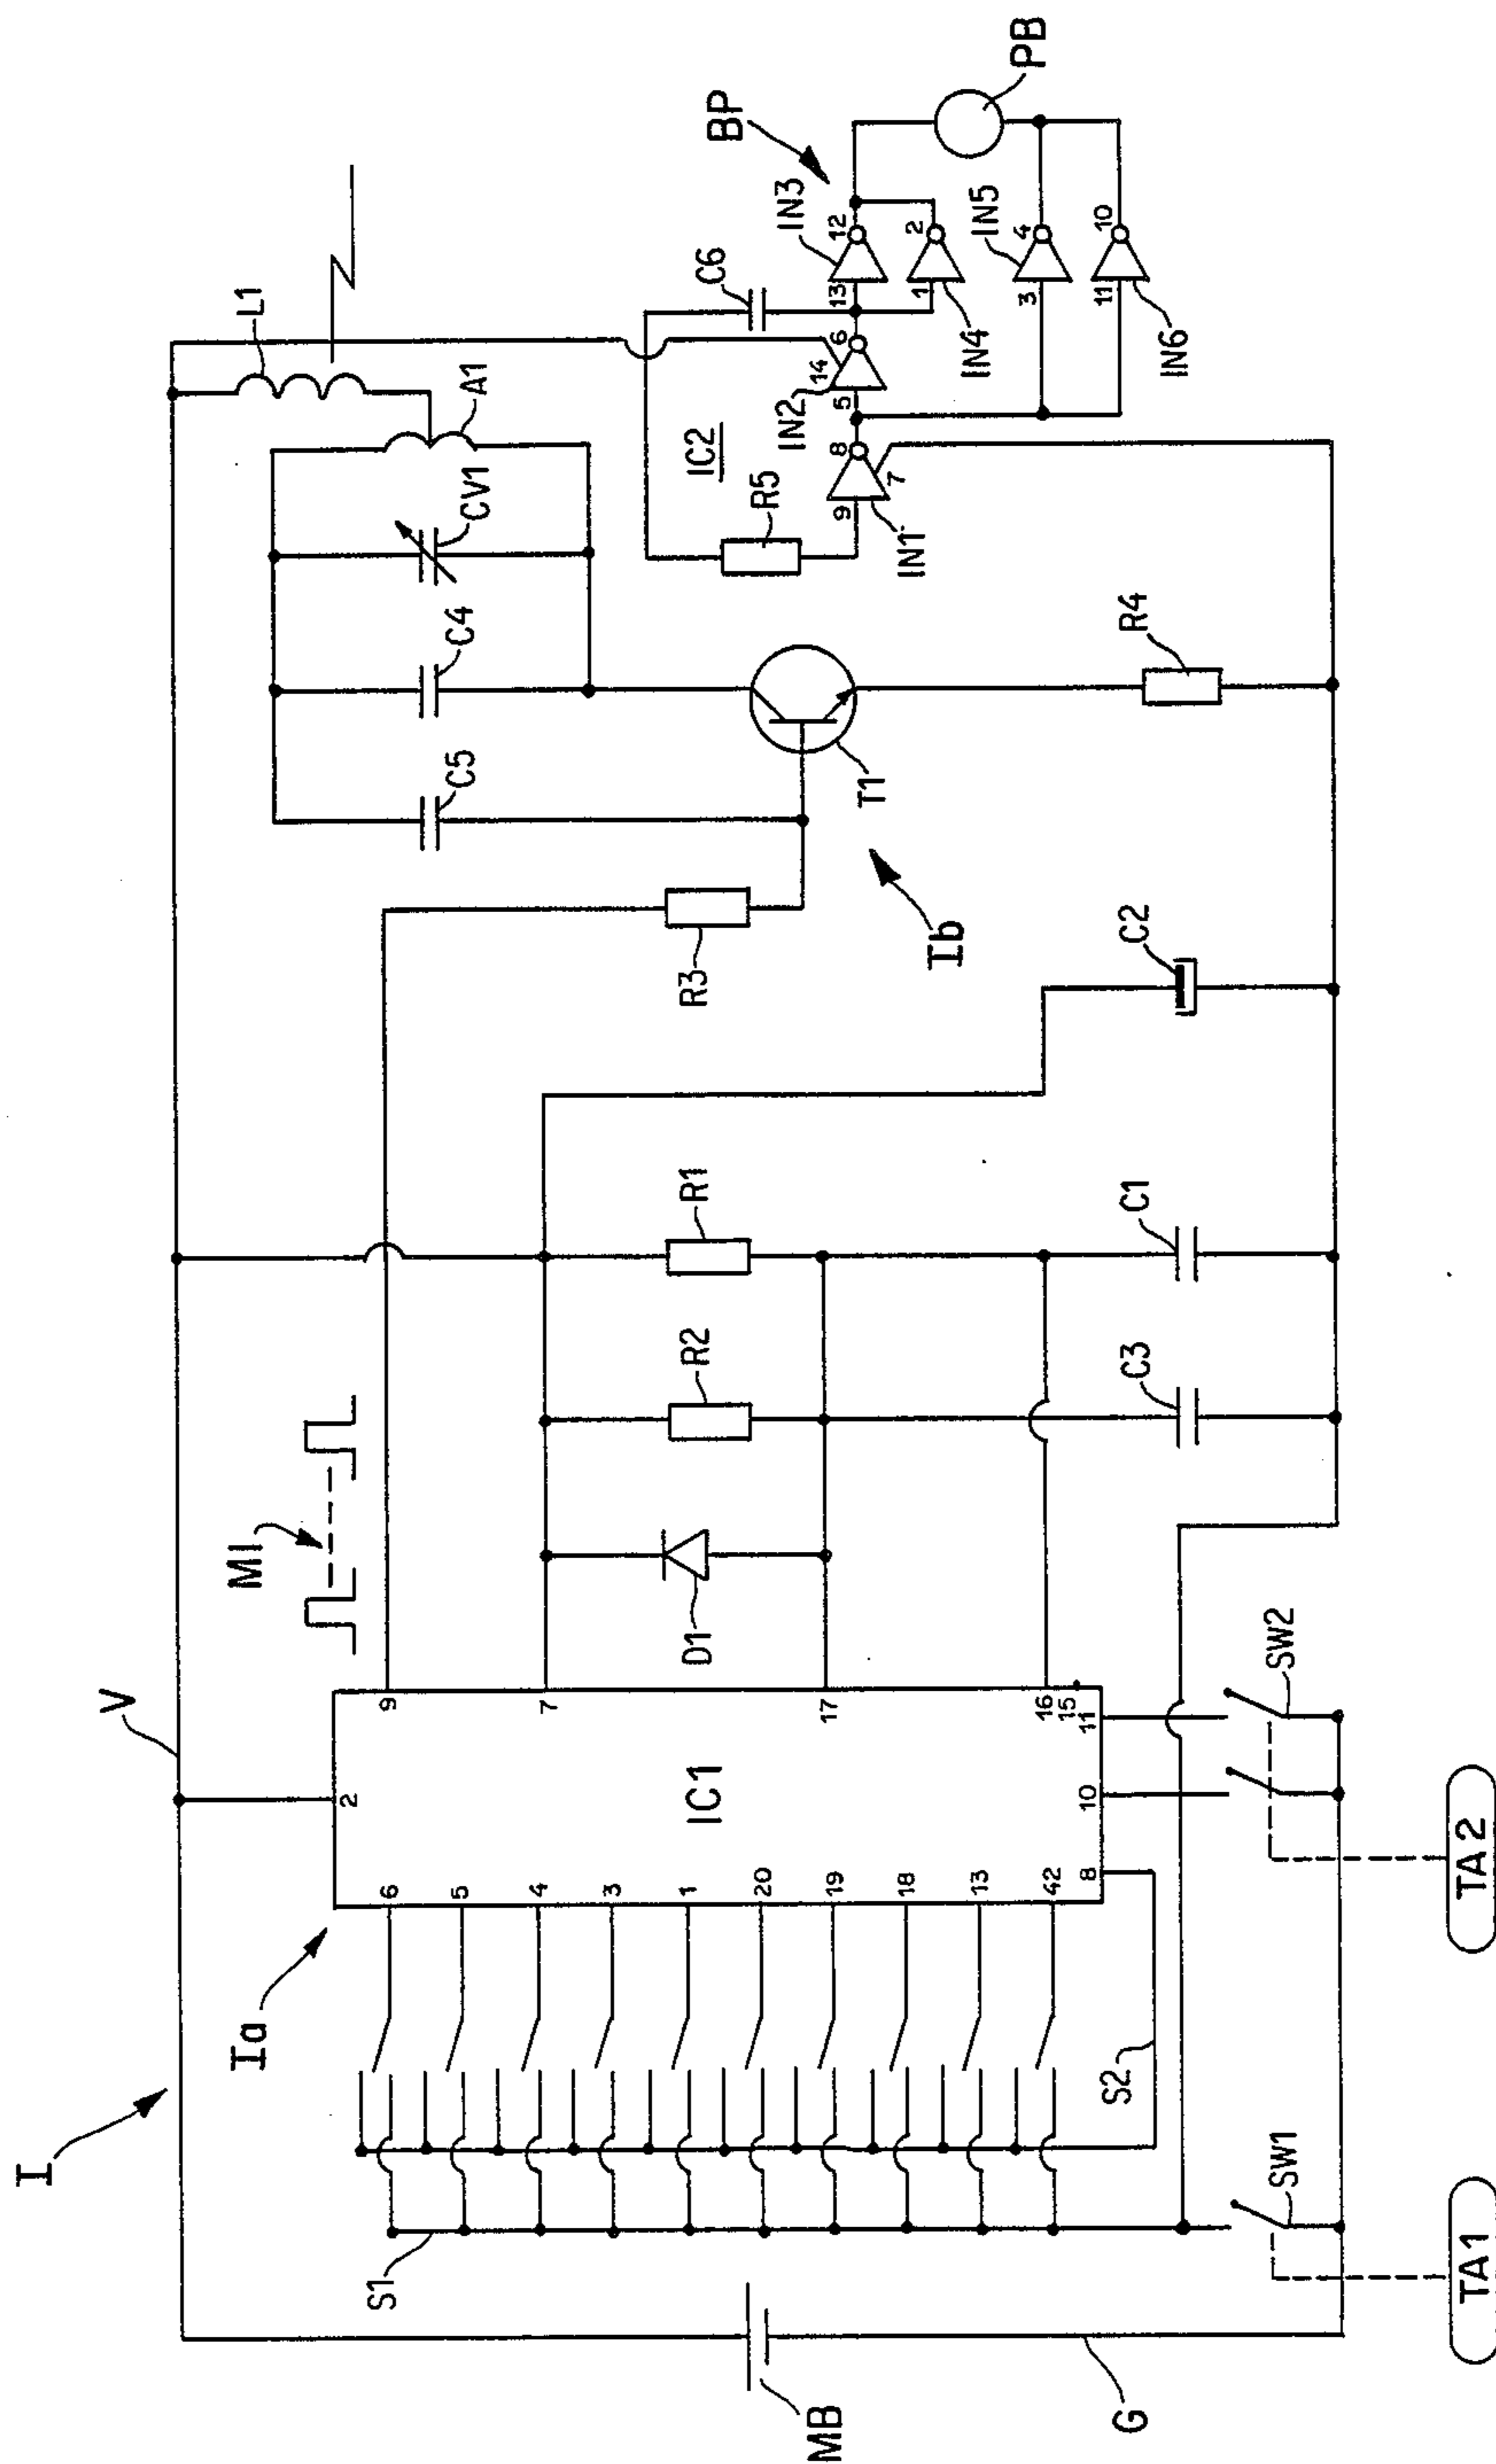 I
V
MI
L1
A1
Ia
2
9
7
17
16
15
11
10
8
6
5
4
3
1
20
19
18
13
42
IC1
S1
S2
D1
R2
R1
R3
C5
C4
CV1
T1
Ib
R4
C2
C1
C3
R5
IC2
C6
9
8
7
IN1
5
6
14
IN2
13
12
IN3
1
2
IN4
3
4
IN5
11
10
IN6
BP
PB
MB
G
SW1
SW2
TA1
TA2